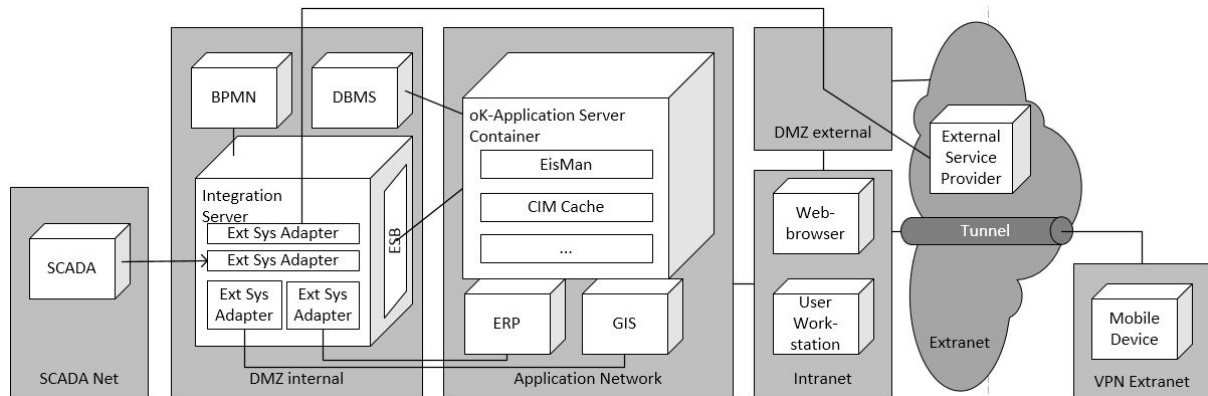 BPMN
DBMS
oK-Application Server
Container
EisMan
CIM Cache
...
Integration
Server
Ext Sys Adapter
Ext Sys Adapter
Ext Sys
Adapter
Ext Sys
Adapter
ESB
SCADA
SCADA Net
DMZ internal
ERP
GIS
Application Network
DMZ external
Web-
browser
User
Work-
station
Intranet
External
Service
Provider
Tunnel
Extranet
Mobile
Device
VPN Extranet